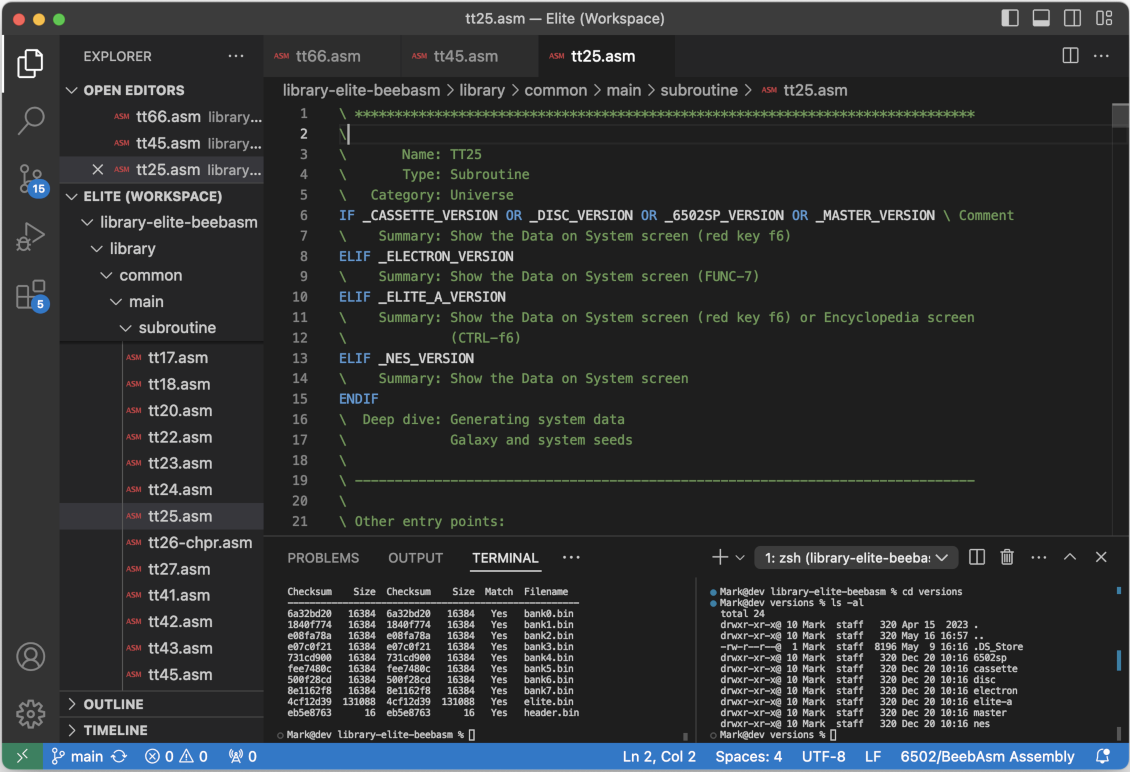 tt25.asm — Elite (Workspace)
EXPLORER
OPEN EDITORS
ASM tt66.asm library...
ASM tt45.asm library...
ASM tt25.asm library...
ELITE (WORKSPACE)
library-elite-beebasm
library
common
main
subroutine
ASM tt17.asm
ASM tt18.asm
ASM tt20.asm
ASM tt22.asm
ASM tt23.asm
ASM tt24.asm
ASM tt25.asm
ASM tt26-chpr.asm
ASM tt27.asm
ASM tt41.asm
ASM tt42.asm
ASM tt43.asm
ASM tt45.asm
OUTLINE
TIMELINE
15
5
ASM tt66.asm ASM tt45.asm ASM tt25.asm
library-elite-beebasm > library > common > main > subroutine > ASM tt25.asm
1 \ ******************************************************************************
2 \
3 \ Name: TT25
4 \ Type: Subroutine
5 \ Category: Universe
6 IF _CASSETTE_VERSION OR _DISC_VERSION OR _6502SP_VERSION OR _MASTER_VERSION \ Comment
7 \ Summary: Show the Data on System screen (red key f6)
8 ELIF _ELECTRON_VERSION
9 \ Summary: Show the Data on System screen (FUNC-7)
10 ELIF _ELITE_A_VERSION
11 \ Summary: Show the Data on System screen (red key f6) or Encyclopedia screen
12 \ (CTRL-f6)
13 ELIF _NES_VERSION
14 \ Summary: Show the Data on System screen
15 ENDIF
16 \ Deep dive: Generating system data
17 \ Galaxy and system seeds
18 \
19 \ ------------------------------------------------------------------------------
20 \
21 \ Other entry points:
PROBLEMS OUTPUT TERMINAL ···
1: zsh (library-elite-beeba:
Checksum Size Checksum Size Match Filename
6a32bd20 16384 6a32bd20 16384 Yes bank0.bin
1840f774 16384 1840f774 16384 Yes bank1.bin
e08fa78a 16384 e08fa78a 16384 Yes bank2.bin
e07c0f21 16384 e07c0f21 16384 Yes bank3.bin
731cd900 16384 731cd900 16384 Yes bank4.bin
fee7480c 16384 fee7480c 16384 Yes bank5.bin
500f28cd 16384 500f28cd 16384 Yes bank6.bin
8e1162f8 16384 8e1162f8 16384 Yes bank7.bin
4cf12d39 131088 4cf12d39 131088 Yes elite.bin
eb5e8763 16 eb5e8763 16 Yes header.bin
Mark@dev library-elite-beebasm %
Mark@dev library-elite-beebasm % cd versions
Mark@dev versions % ls -al
total 24
drwxr-xr-x@ 10 Mark staff 320 Apr 15 2023 .
drwxr-xr-x@ 10 Mark staff 320 May 16 16:57 ..
-rw-r--r--@ 1 Mark staff 8196 May 9 16:16 .DS_Store
drwxr-xr-x@ 10 Mark staff 320 Dec 20 10:16 6502sp
drwxr-xr-x@ 10 Mark staff 320 Dec 20 10:16 cassette
drwxr-xr-x@ 10 Mark staff 320 Dec 20 10:16 disc
drwxr-xr-x@ 10 Mark staff 320 Dec 20 10:16 electron
drwxr-xr-x@ 10 Mark staff 320 Dec 20 10:16 elite-a
drwxr-xr-x@ 10 Mark staff 320 Dec 20 10:16 master
drwxr-xr-x@ 10 Mark staff 320 Dec 20 10:16 nes
Mark@dev versions %
main 0 0 0 Ln 2, Col 2 Spaces: 4 UTF-8 LF 6502/BeebAsm Assembly